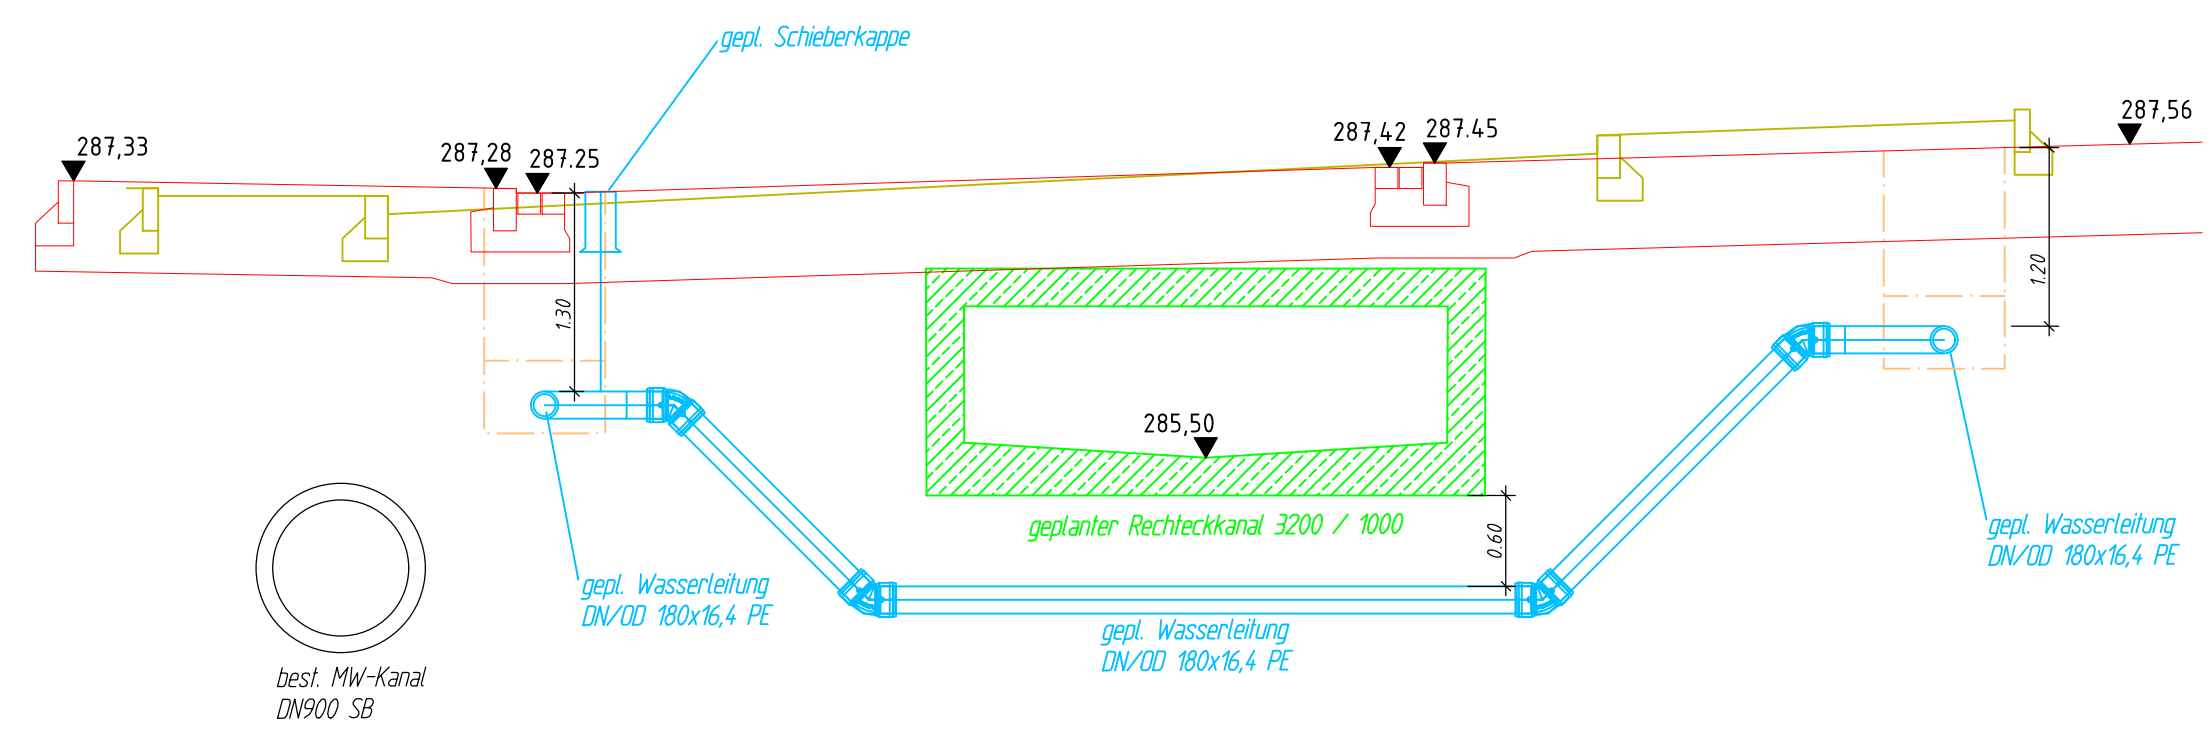 gepl. Schieberkappe
287,33
287,28
287.25
287,42
287.45
287,56
1.30
1.20
285,50
geplanter Rechteckkanal 3200 / 1000
0.60
gepl. Wasserleitung
DN/OD 180x16,4 PE
gepl. Wasserleitung
DN/OD 180x16,4 PE
gepl. Wasserleitung
DN/OD 180x16,4 PE
best. MW-Kanal
DN900 SB